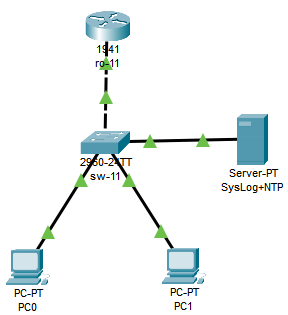 1941
ro-11
2960-24TT
sw-11
Server-PT
SysLog+NTP
PC-PT
PC0
PC-PT
PC1